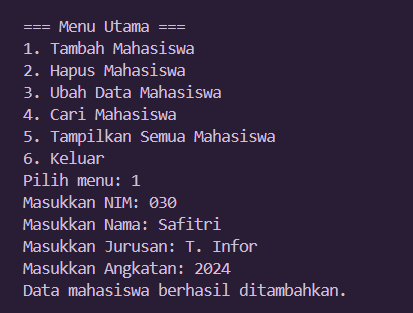 === Menu Utama ===
1. Tambah Mahasiswa
2. Hapus Mahasiswa
3. Ubah Data Mahasiswa
4. Cari Mahasiswa
5. Tampilkan Semua Mahasiswa
6. Keluar
Pilih menu: 1
Masukkan NIM: 030
Masukkan Nama: Safitri
Masukkan Jurusan: T. Infor
Masukkan Angkatan: 2024
Data mahasiswa berhasil ditambahkan.